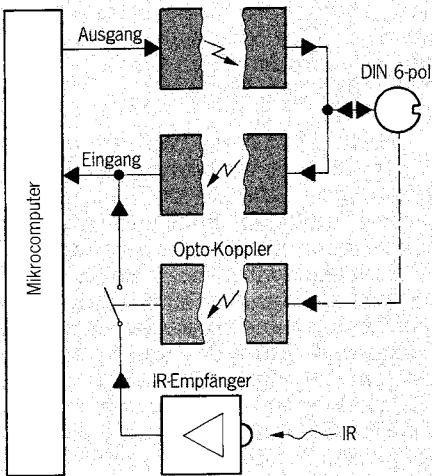 Ausgang
DIN 6-pol
Eingang
Mikrocomputer
Opto-Koppler
IR-Empfänger
IR